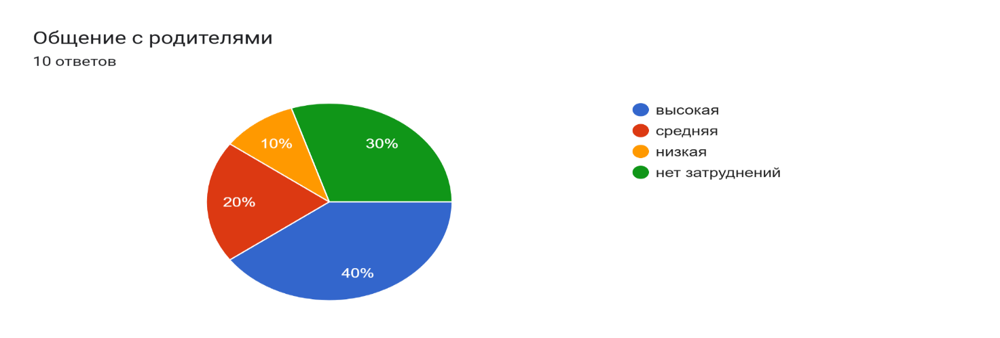 Общение с родителями
10 ответов
высокая
средняя
низкая
нет затруднений
10%
30%
20%
40%